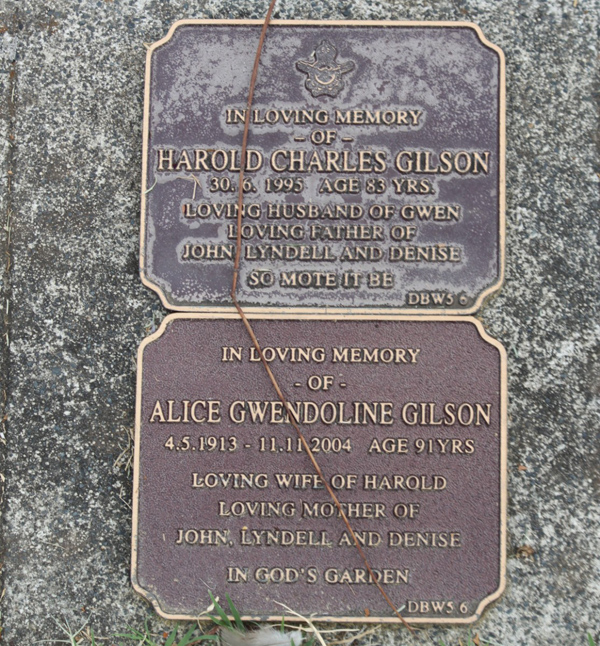 IN LOVING MEMORY
- OF -
HAROLD CHARLES GILSON
30. 6. 1995 AGE 83 YRS.
LOVING HUSBAND OF GWEN
LOVING FATHER OF
JOHN, LYNDELL AND DENISE
SO MOTE IT BE
DBW5 6
IN LOVING MEMORY
- OF -
ALICE GWENDOLINE GILSON
4.5.1913 - 11.11.2004 AGE 91YRS
LOVING WIFE OF HAROLD
LOVING MOTHER OF
JOHN, LYNDELL AND DENISE
IN GOD'S GARDEN
DBW5 6